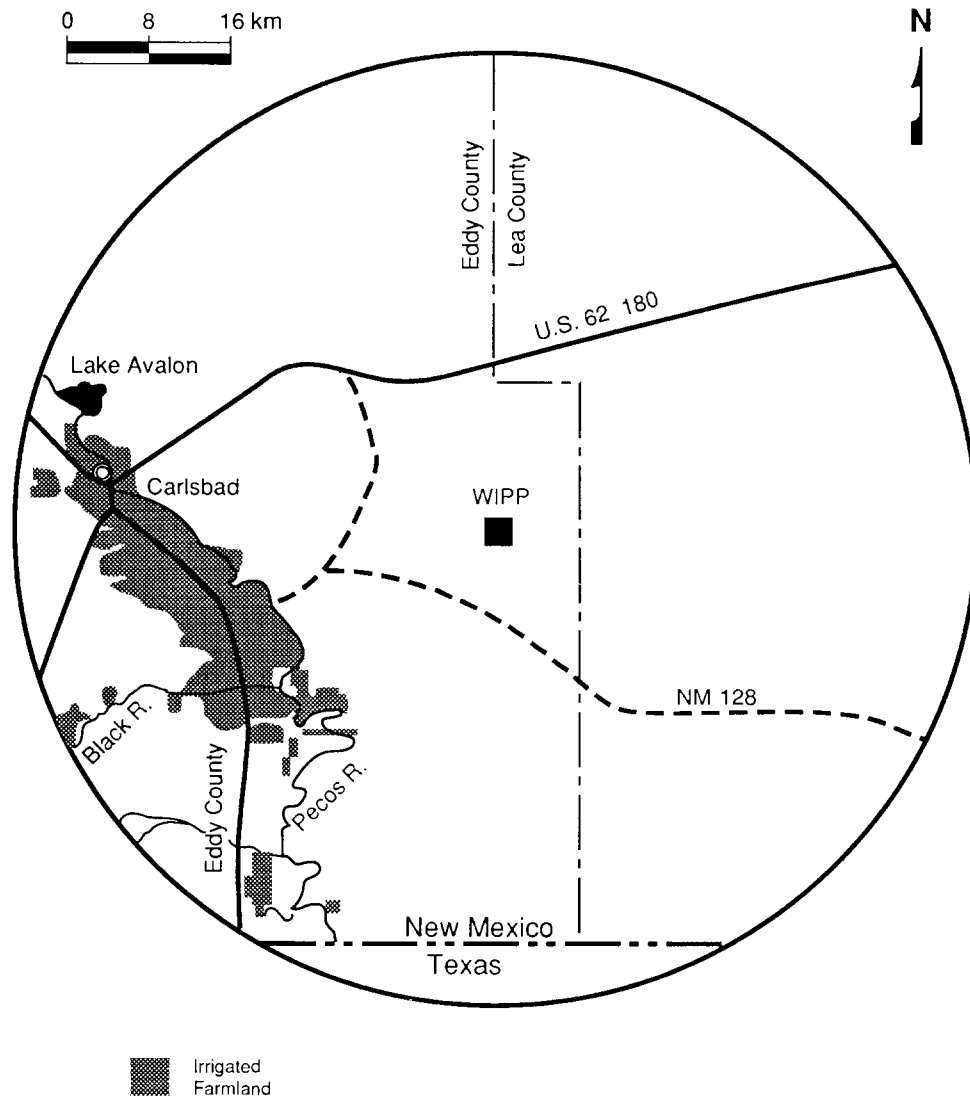 0 8 16 km
N
Eddy County
Lea County
U.S. 62 180
Lake Avalon
Carlsbad
WIPP
NM 128
Black R.
Eddy County
Pecos R.
New Mexico
Texas
Irrigated
Farmland